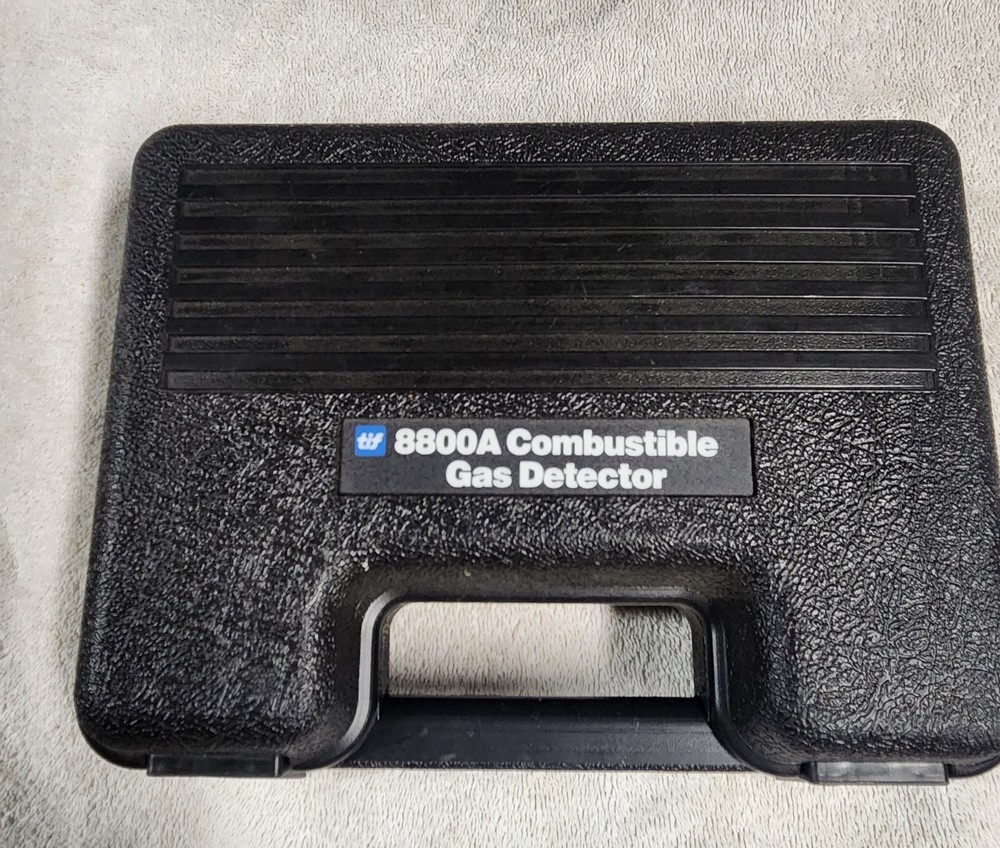 tif 8800A Combustible
Gas Detector